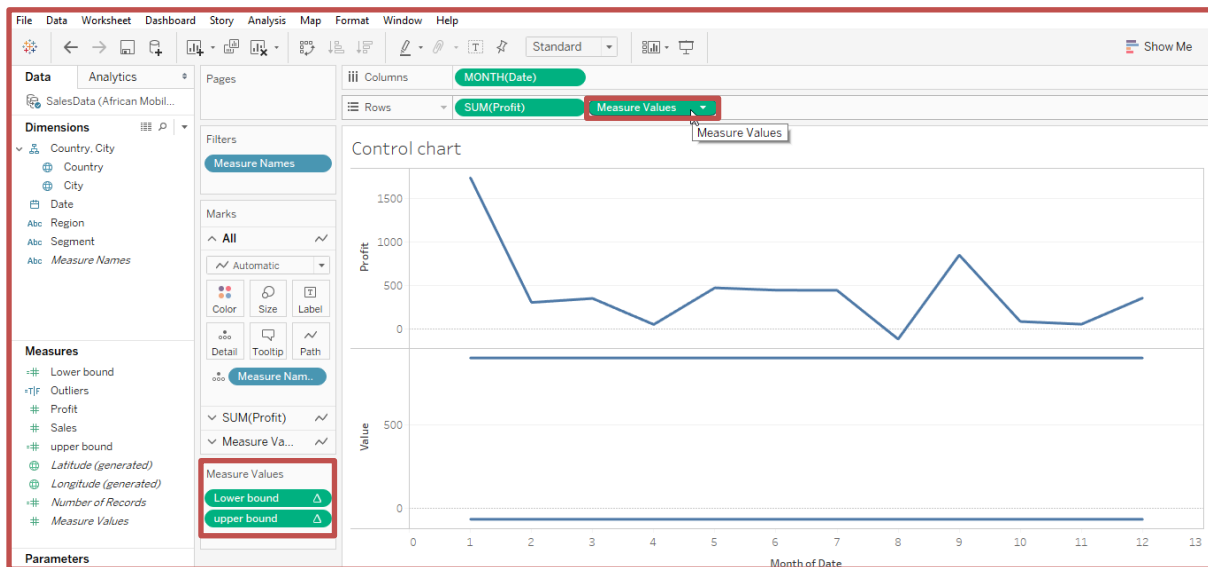 File Data Worksheet Dashboard Story Analysis Map Format Window Help
Standard
Show Me
Data Analytics
SalesData (African Mobil...
Dimensions
Country, City
Country
City
Date
Abc Region
Abc Segment
Abc Measure Names
Measures
=# Lower bound
=T|F Outliers
# Profit
# Sales
=# upper bound
Latitude (generated)
Longitude (generated)
=# Number of Records
# Measure Values
Parameters
Pages
Filters
Measure Names
Marks
All
Automatic
Color Size Label
Detail Tooltip Path
Measure Nam..
SUM(Profit)
Measure Va...
Measure Values
Lower bound Δ
upper bound Δ
iii Columns MONTH(Date)
Rows SUM(Profit) Measure Values
Measure Values
Control chart
Profit
1500
1000
500
0
Value
500
0
0 1 2 3 4 5 6 7 8 9 10 11 12 13
Month of Date